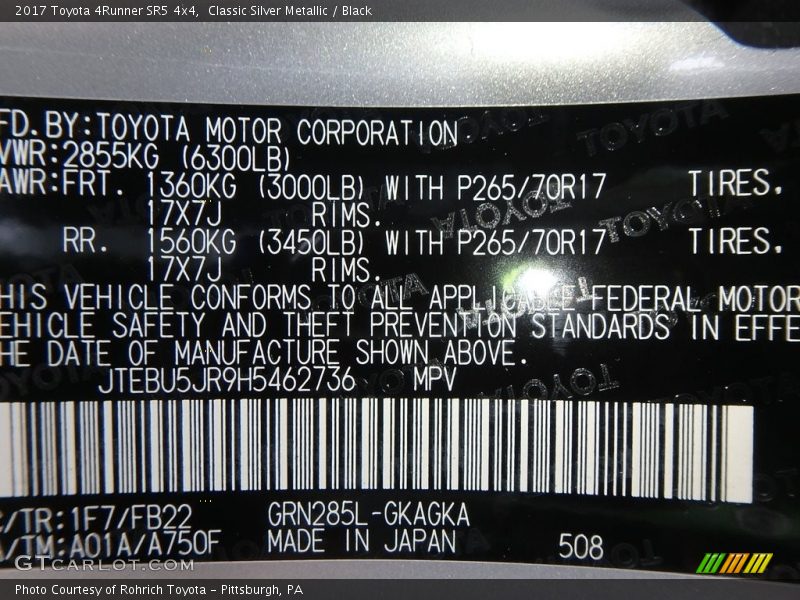 2017 Toyota 4Runner SR5 4x4, Classic Silver Metallic / Black
FD.BY:TOYOTA MOTOR CORPORATION
VWR:2855KG (6300LB)
AWR:FRT. 1360KG (3000LB) WITH P265/70R17 TIRES,
17X7J RIMS.
RR. 1560KG (3450LB) WITH P265/70R17 TIRES,
17X7J RIMS.
HIS VEHICLE CONFORMS TO ALL APPLICABLE FEDERAL MOTOR
EHICLE SAFETY AND THEFT PREVENTION STANDARDS IN EFFE
HE DATE OF MANUFACTURE SHOWN ABOVE.
JTEBU5JR9H5462736 MPV
/TR:1F7/FB22 GRN285L-GKAGKA
A/TM:A01A/A750F MADE IN JAPAN 508
GTCARLOT.COM
Photo Courtesy of Rohrich Toyota - Pittsburgh, PA